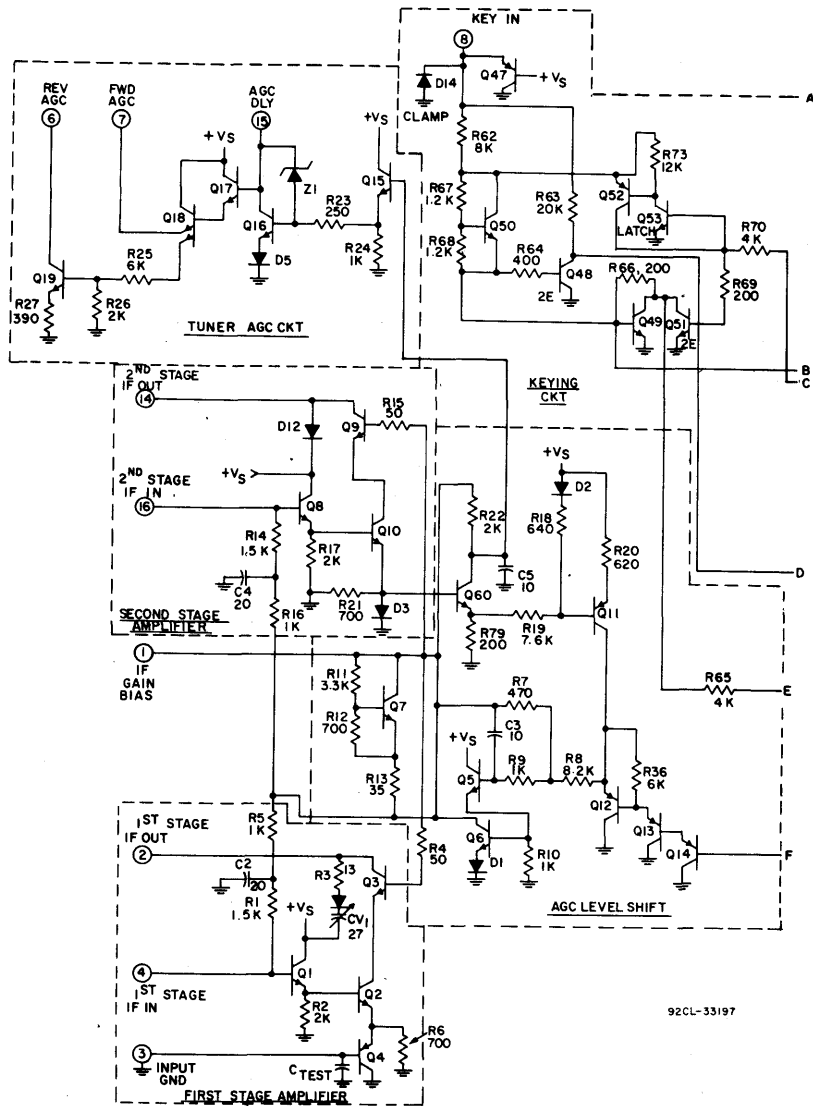 KEY IN
8
D14
CLAMP
Q47
+VS
A
REV
AGC
6
FWD
AGC
7
AGC
DLY
15
+VS
+VS
Q17
Q18
Z1
Q15
R23
250
Q16
D5
R24
1K
R25
6K
Q19
R27
390
R26
2K
TUNER AGC CKT
R62
8K
R67
1.2K
R68
1.2K
Q50
R63
20K
R64
400
Q48
2E
R73
12K
Q52
Q53
LATCH
R70
4K
R66, 200
R69
200
Q49
Q51
2E
B
C
KEYING
CKT
2ND STAGE
IF OUT
14
D12
Q9
R15
50
+VS
2ND STAGE
IF IN
16
Q8
R14
1.5K
R17
2K
Q10
C4
20
R16
1K
R21
700
D3
SECOND STAGE
AMPLIFIER
R22
2K
C5
10
Q60
R79
200
R19
7.6K
+VS
D2
R18
640
R20
620
Q11
D
1
IF
GAIN
BIAS
R11
3.3K
R12
700
Q7
R13
35
R7
470
C3
10
+VS
Q5
R9
1K
R8
8.2K
R65
4K
E
R36
6K
Q12
Q13
Q14
F
Q6
D1
R10
1K
AGC LEVEL SHIFT
R4
50
1ST STAGE
IF OUT
2
R5
1K
C2
20
R1
1.5K
R3
13
CV1
27
Q3
+VS
4
1ST STAGE
IF IN
Q1
R2
2K
Q2
R6
700
Q4
3
INPUT
GND
CTEST
FIRST STAGE AMPLIFIER
92CL-33197